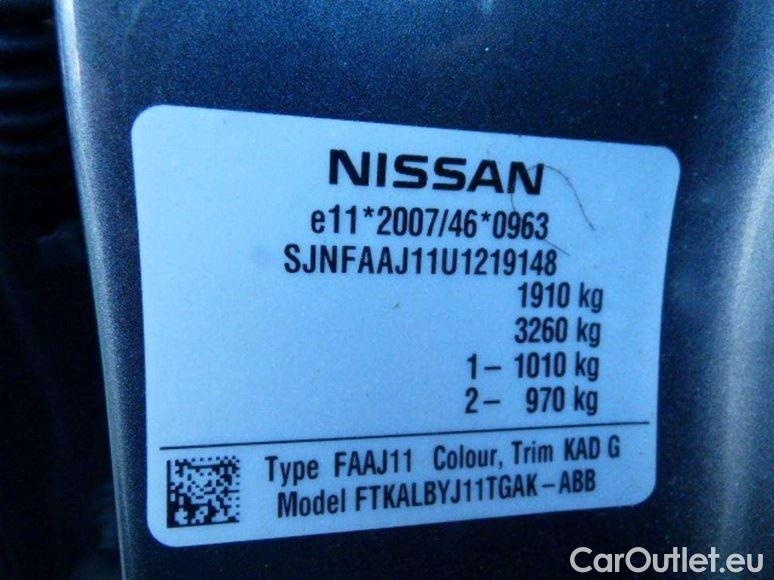 NISSAN
e11*2007/46*0963
SJNFAAJ11U1219148
1910 kg
3260 kg
1– 1010 kg
2– 970 kg
Type FAAJ11 Colour, Trim KAD G
Model FTKALBYJ11TGAK–ABB
CarOutlet.eu